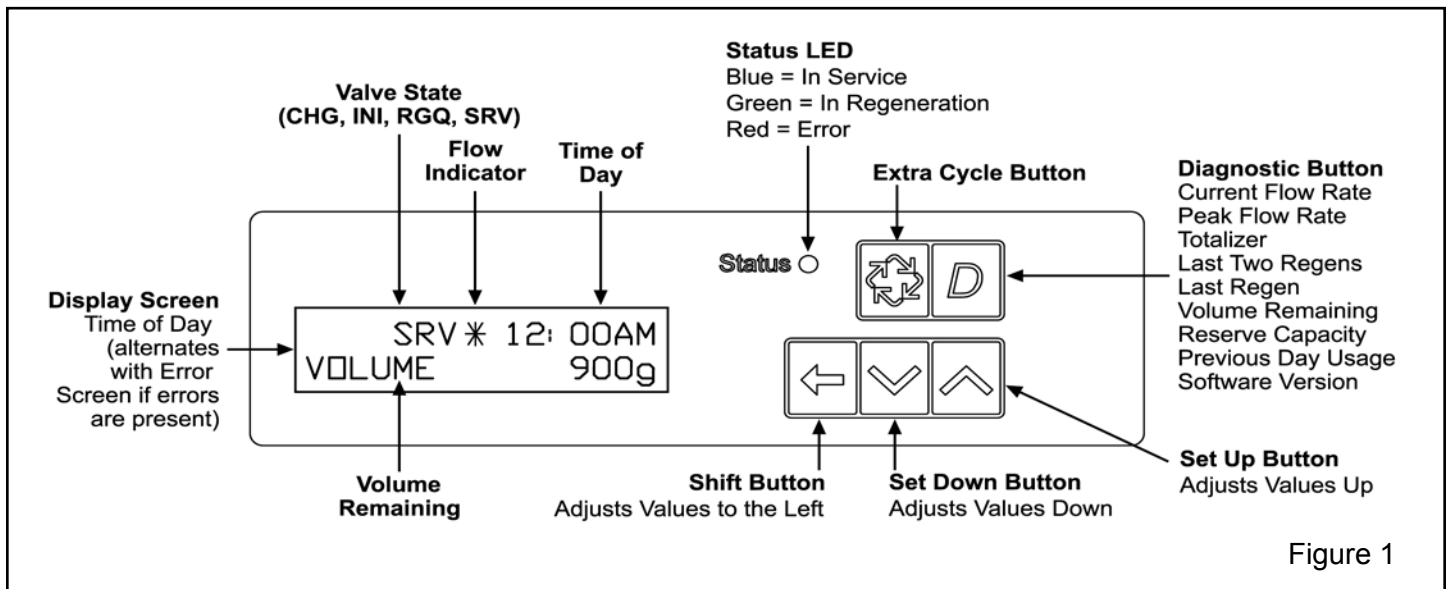 Status LED
Blue = In Service
Green = In Regeneration
Red = Error
Valve State
(CHG, INI, RGQ, SRV)
Flow
Indicator
Time of
Day
Extra Cycle Button
Diagnostic Button
Current Flow Rate
Peak Flow Rate
Totalizer
Last Two Regens
Last Regen
Volume Remaining
Reserve Capacity
Previous Day Usage
Software Version
Status
D
Display Screen
Time of Day
(alternates
with Error
Screen if errors
are present)
SRV * 12: 00AM
VOLUME 900g
Volume
Remaining
Shift Button
Adjusts Values to the Left
Set Down Button
Adjusts Values Down
Set Up Button
Adjusts Values Up
Figure 1